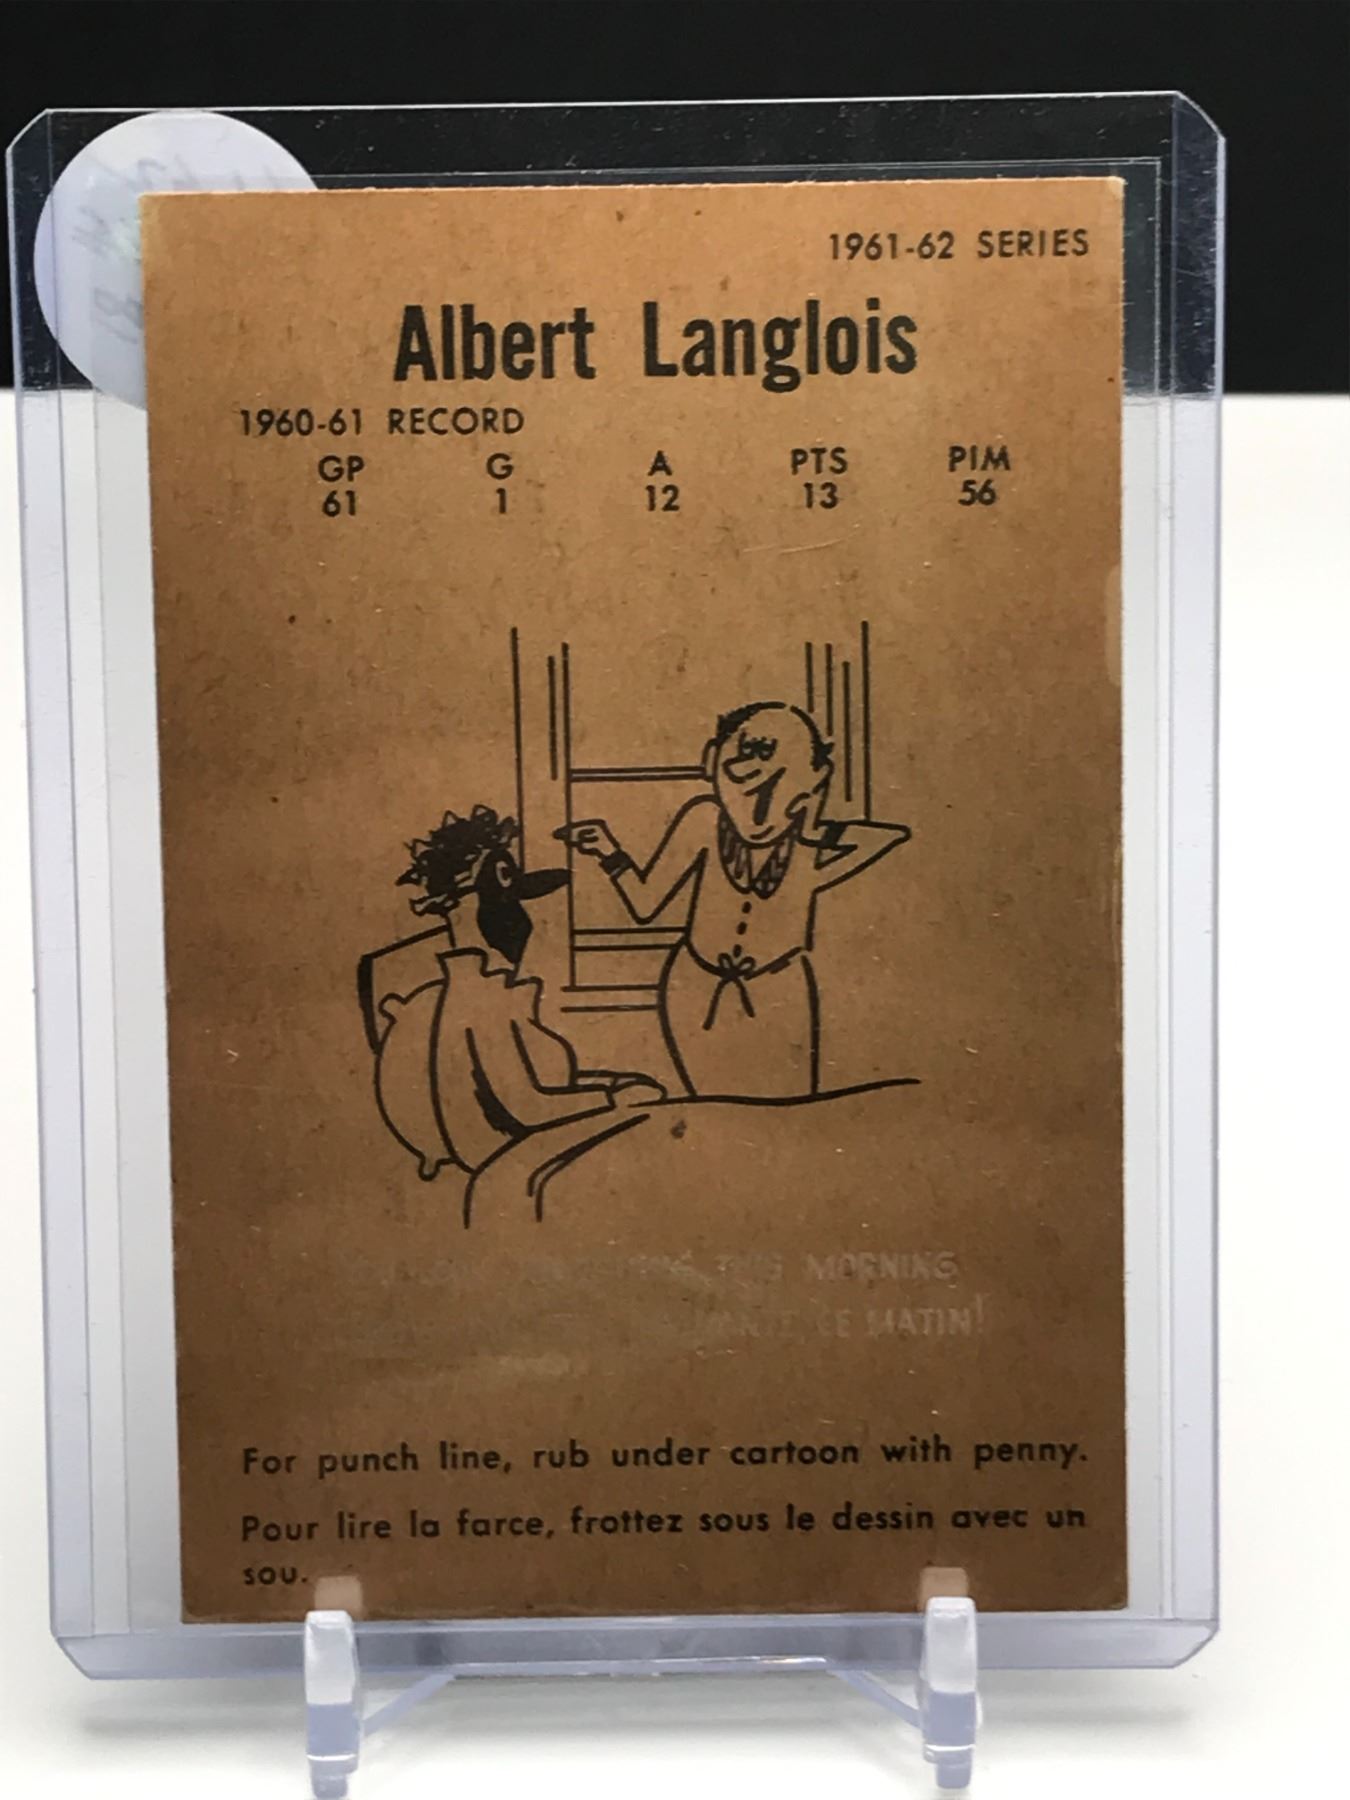 1961-62 SERIES
Albert Langlois
1960-61 RECORD
GP G A PTS PIM
61 1 12 13 56
THIS MORNING
CE MATIN!
For punch line, rub under cartoon with penny.
Pour lire la farce, frottez sous le dessin avec un
sou.